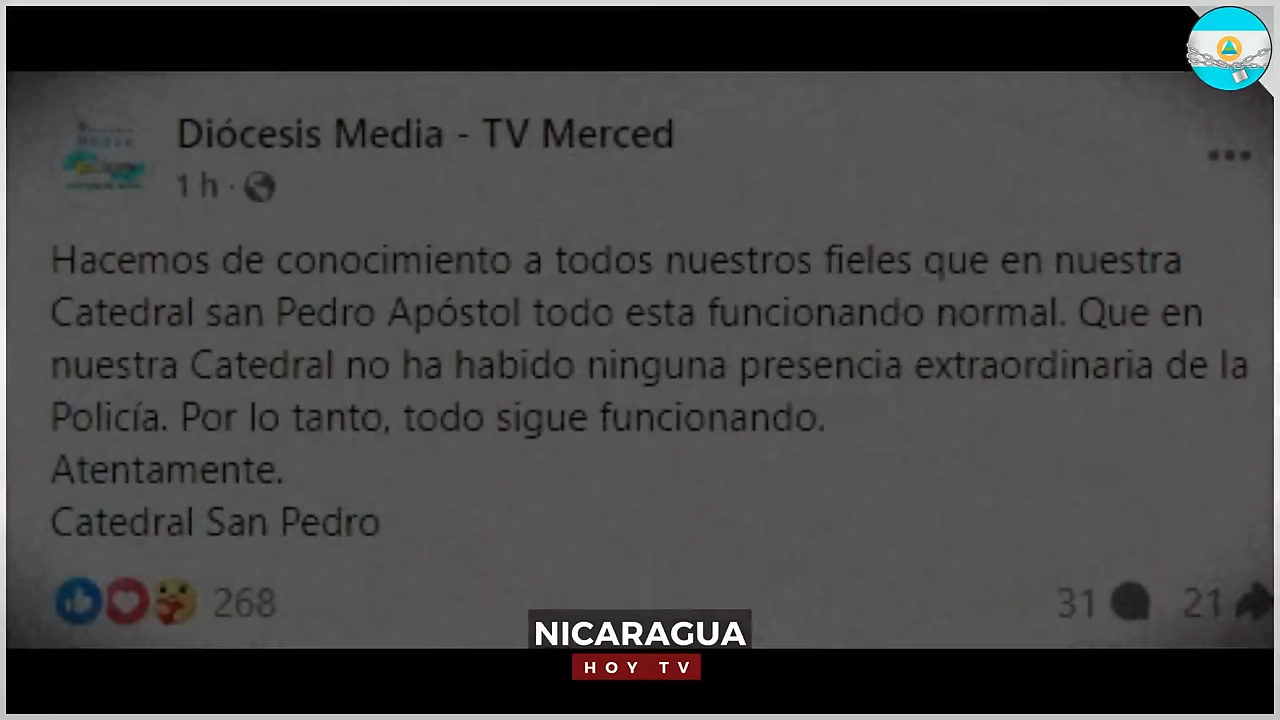 Diócesis Media - TV Merced
1 h ·
Hacemos de conocimiento a todos nuestros fieles que en nuestra
Catedral san Pedro Apóstol todo esta funcionando normal. Que en
nuestra Catedral no ha habido ninguna presencia extraordinaria de la
Policía. Por lo tanto, todo sigue funcionando.
Atentamente.
Catedral San Pedro
268
31 21
NICARAGUA
HOY TV